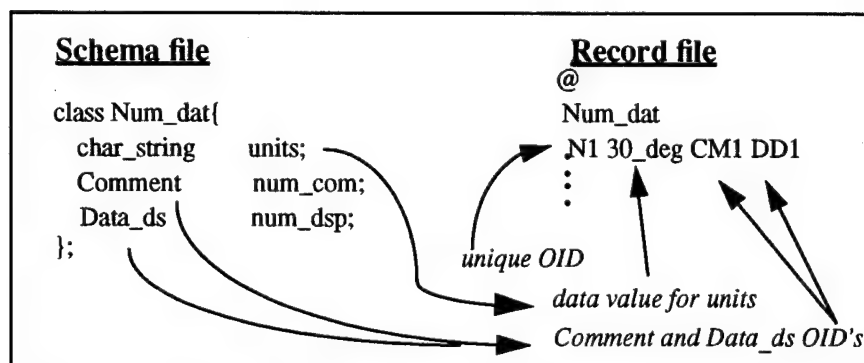 Schema file
class Num_dat{
char_string units;
Comment num_com;
Data_ds num_dsp;
};
Record file
@
Num_dat
N1 30_deg CM1 DD1
unique OID
data value for units
Comment and Data_ds OID's